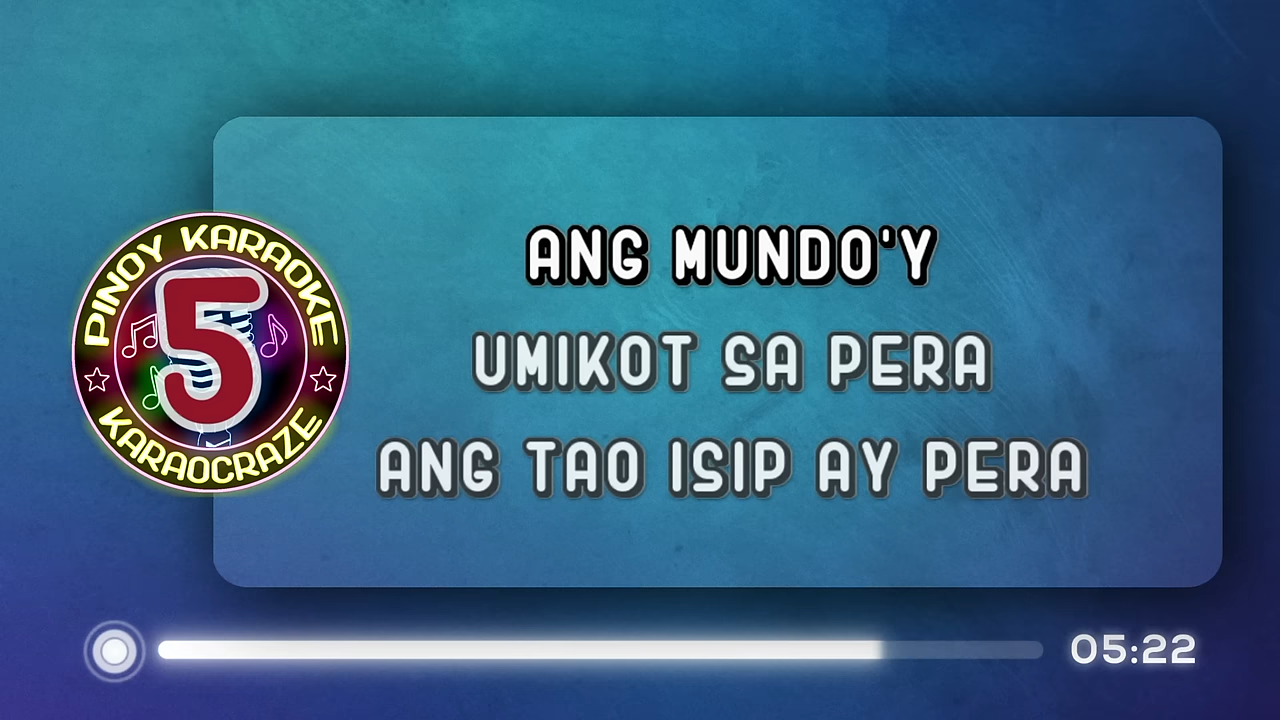 PINOY KARAOKE
5
KARAOCRAZE
ANG MUNDO'Y
UMIKOT SA PERA
ANG TAO ISIP AY PERA
05:22